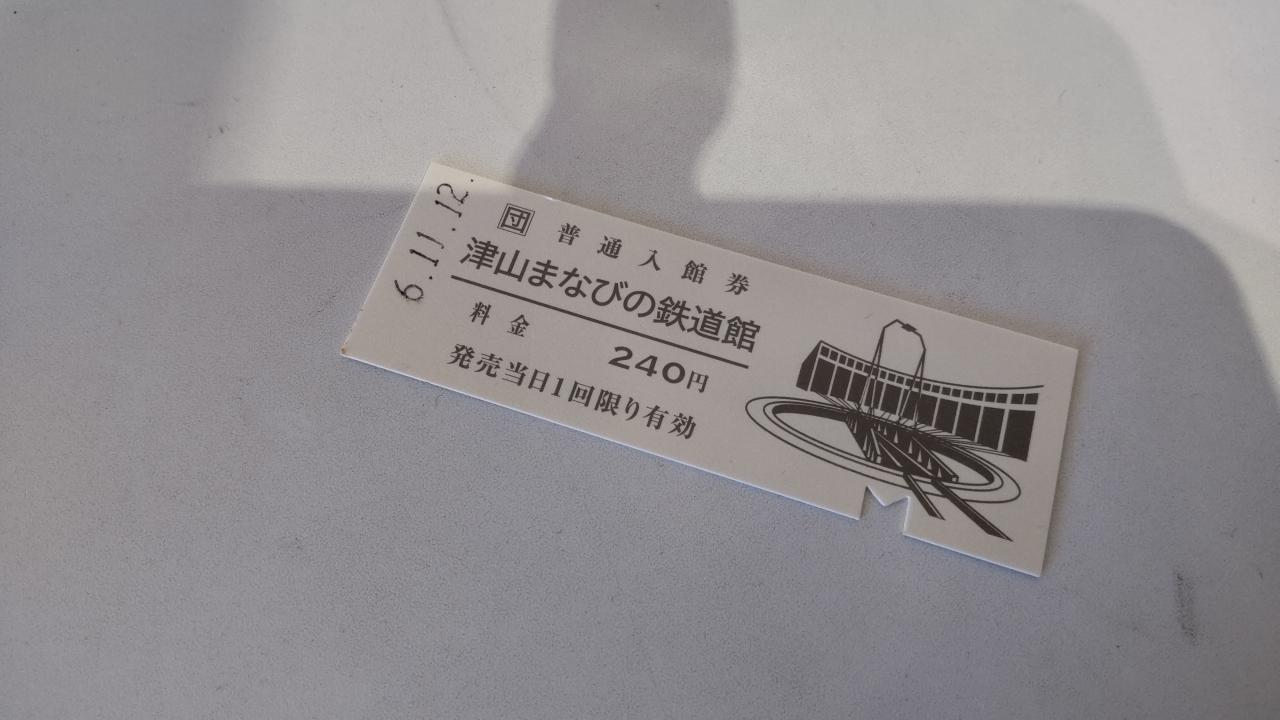 6.11.12.
団 普通入館券
津山まなびの鉄道館
料金 240円
発売当日1回限り有効